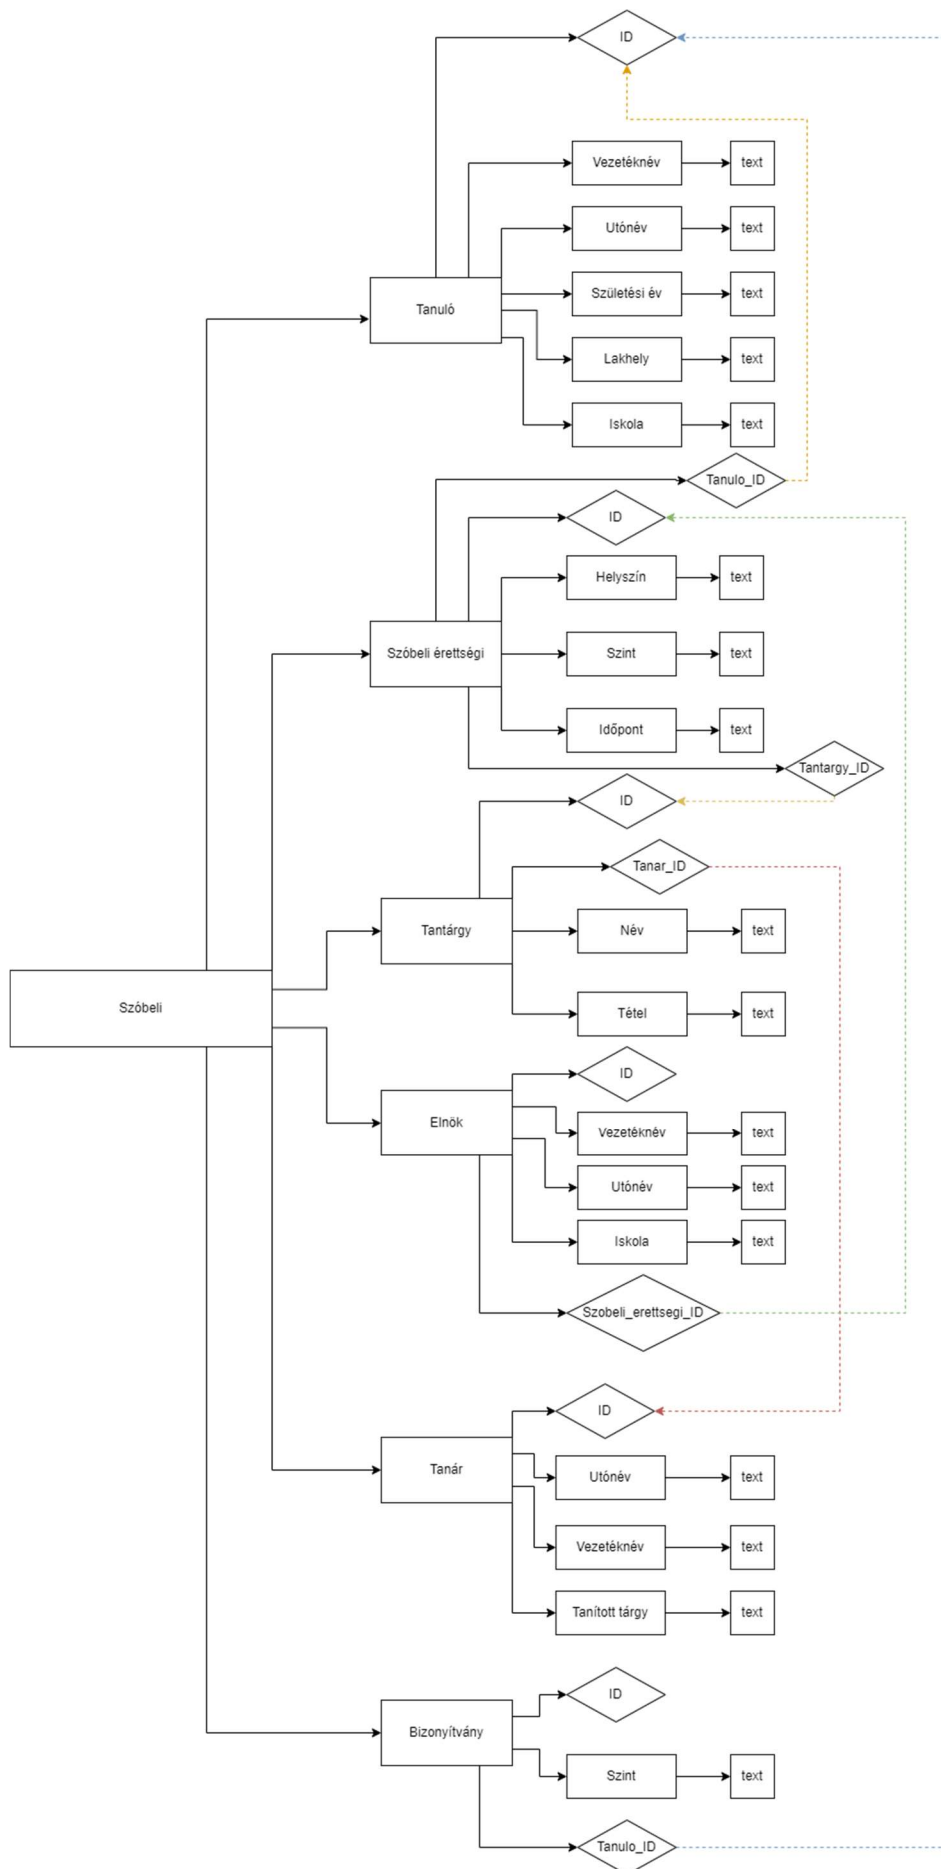 ID
Vezetéknév
text
Utónév
text
Születési év
text
Tanuló
Lakhely
text
Iskola
text
Tanulo_ID
ID
Helyszín
text
Szóbeli érettségi
Szint
text
Időpont
text
Tantargy_ID
ID
Tanar_ID
Tantárgy
Név
text
Szóbeli
Tétel
text
ID
Elnök
Vezetéknév
text
Utónév
text
Iskola
text
Szobeli_erettsegi_ID
ID
Tanár
Utónév
text
Vezetéknév
text
Tanított tárgy
text
ID
Bizonyítvány
Szint
text
Tanulo_ID